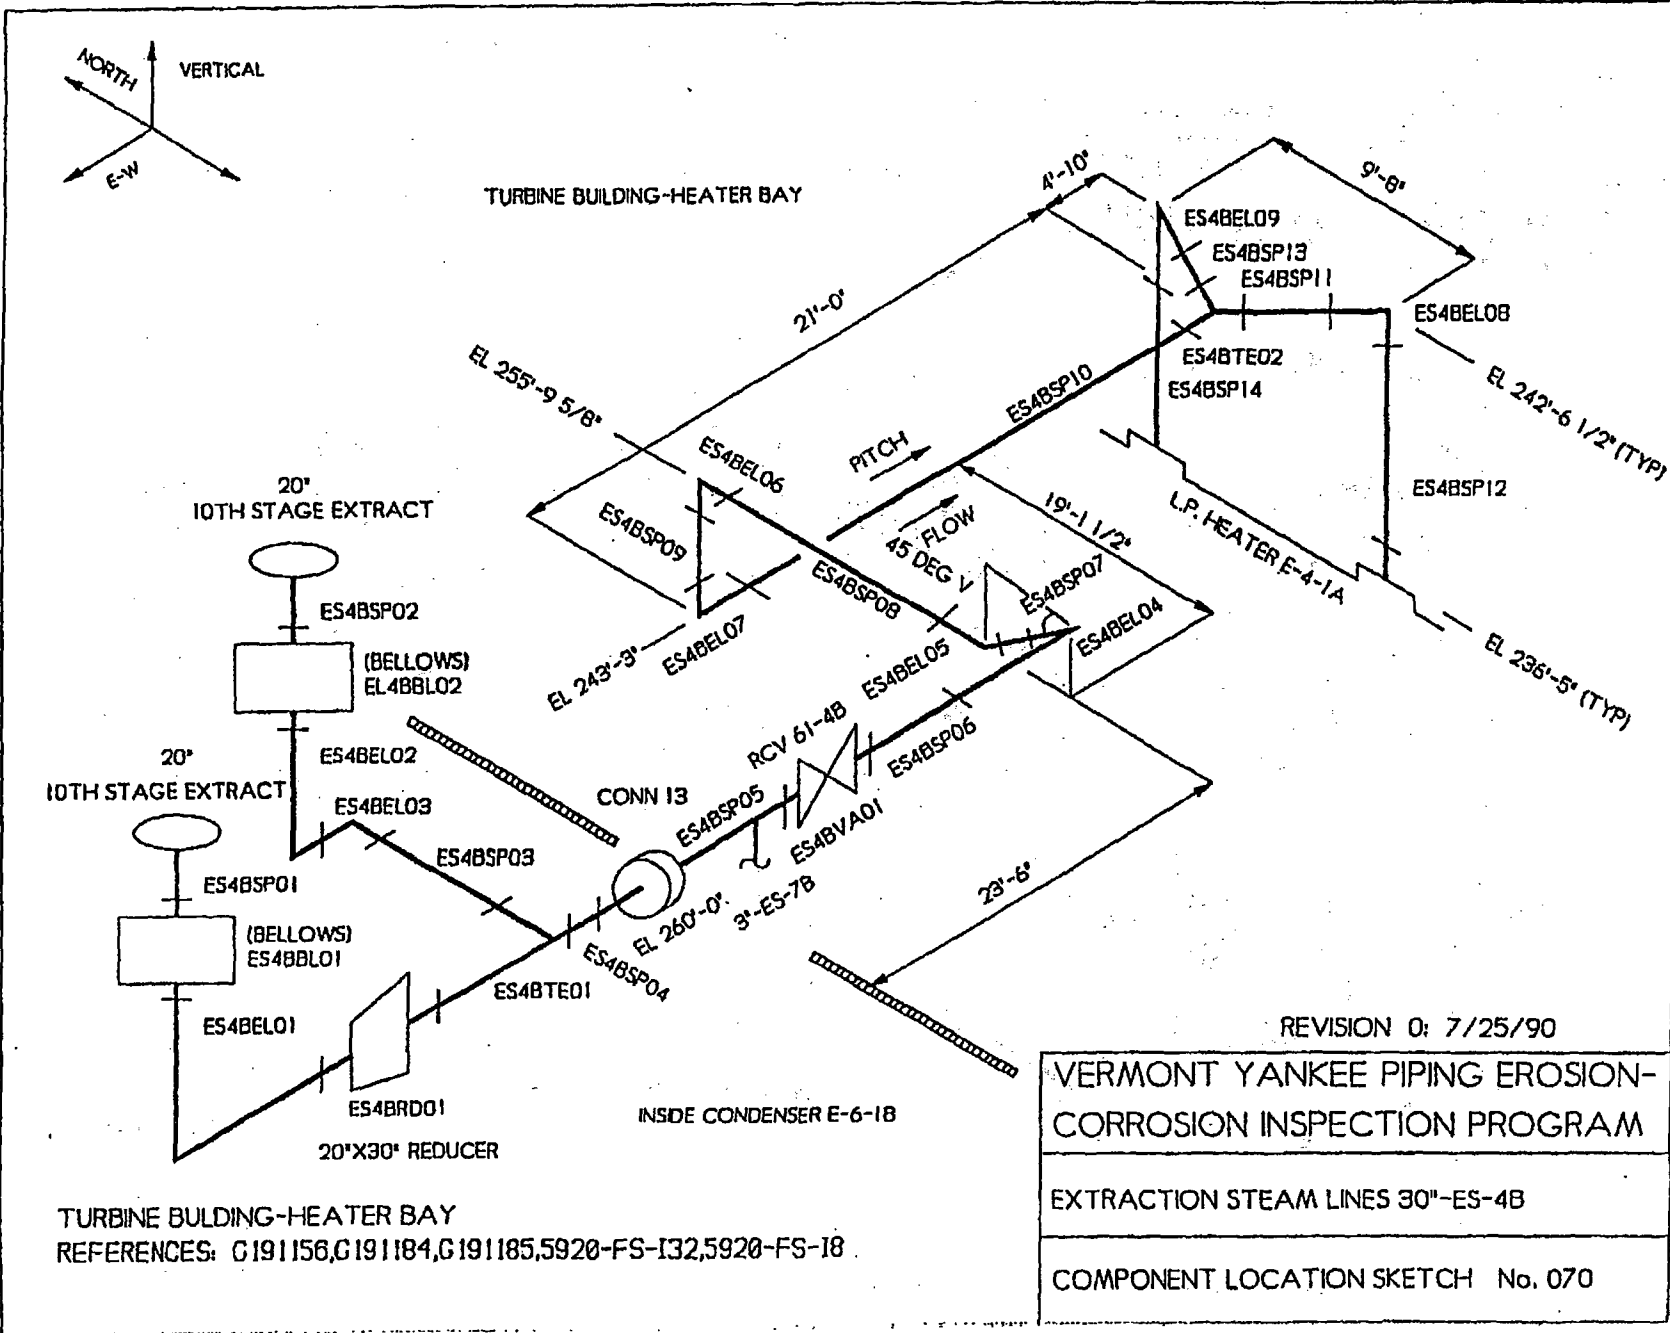 NORTH
VERTICAL
E-W
TURBINE BUILDING-HEATER BAY
4'-10"
9'-8"
ES4BEL09
ES4BSP13
ES4BSP11
ES4BEL08
21'-0"
EL 255'-9 5/8"
ES4BTE02
ES4BSP10
ES4BSP14
EL 242'-6 1/2" (TYP)
ES4BEL06
PITCH
ES4BSP12
20"
10TH STAGE EXTRACT
ES4BSP09
FLOW
19'-1 1/2"
L.P. HEATER E-4-1A
45 DEG V
ES4BSP07
ES4BSP08
ES4BSP02
ES4BEL04
(BELLOWS)
EL4BBL02
EL 243'-3"
ES4BEL07
ES4BEL05
EL 236'-5" (TYP)
RCV 61-4B
ES4BSP06
20"
10TH STAGE EXTRACT
ES4BEL02
ES4BEL03
CONN 13
ES4BSP05
ES4BVA01
ES4BSP03
3"-ES-7B
23'-6"
ES4BSP01
EL 260'-0"
(BELLOWS)
ES4BBL01
ES4BSP04
ES4BTE01
ES4BEL01
ES4BRD01
20"X30" REDUCER
INSIDE CONDENSER E-6-1B
REVISION 0: 7/25/90
VERMONT YANKEE PIPING EROSION-
CORROSION INSPECTION PROGRAM
EXTRACTION STEAM LINES 30"-ES-4B
COMPONENT LOCATION SKETCH No. 070
TURBINE BULDING-HEATER BAY
REFERENCES: G191156,G191184,G191185,5920-FS-I32,5920-FS-I8